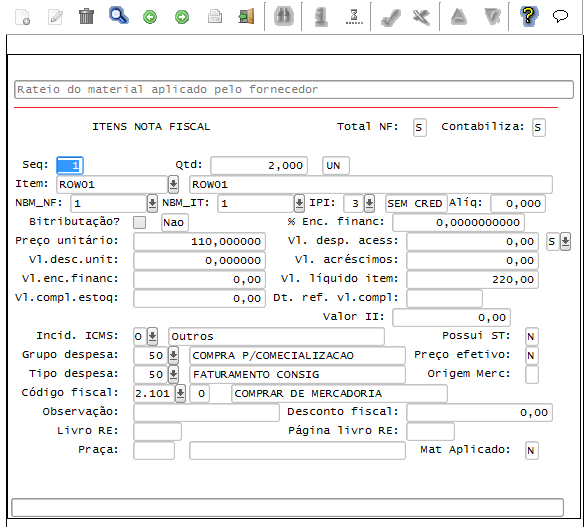 Rateio do material aplicado pelo fornecedor
ITENS NOTA FISCAL Total NF: S Contabiliza: S
Seq: 1 Qtd: 2,000 UN
Item: ROW01 ROW01
NBM_NF: 1 NBM_IT: 1 IPI: 3 SEM CRED Alíq: 0,000
Bitributação? Nao % Enc. financ: 0,0000000000
Preço unitário: 110,000000 Vl. desp. acess: 0,00 S
Vl.desc.unit: 0,000000 Vl. acréscimos: 0,00
Vl.enc.financ: 0,00 Vl. líquido item: 220,00
Vl.compl.estoq: 0,00 Dt. ref. vl.compl:
Valor II: 0,00
Incid. ICMS: O Outros Possui ST: N
Grupo despesa: 50 COMPRA P/COMECIALIZACAO Preço efetivo: N
Tipo despesa: 50 FATURAMENTO CONSIG Origem Merc:
Código fiscal: 2.101 0 COMPRAR DE MERCADORIA
Observação: Desconto fiscal: 0,00
Livro RE: Página livro RE:
Praça: Mat Aplicado: N